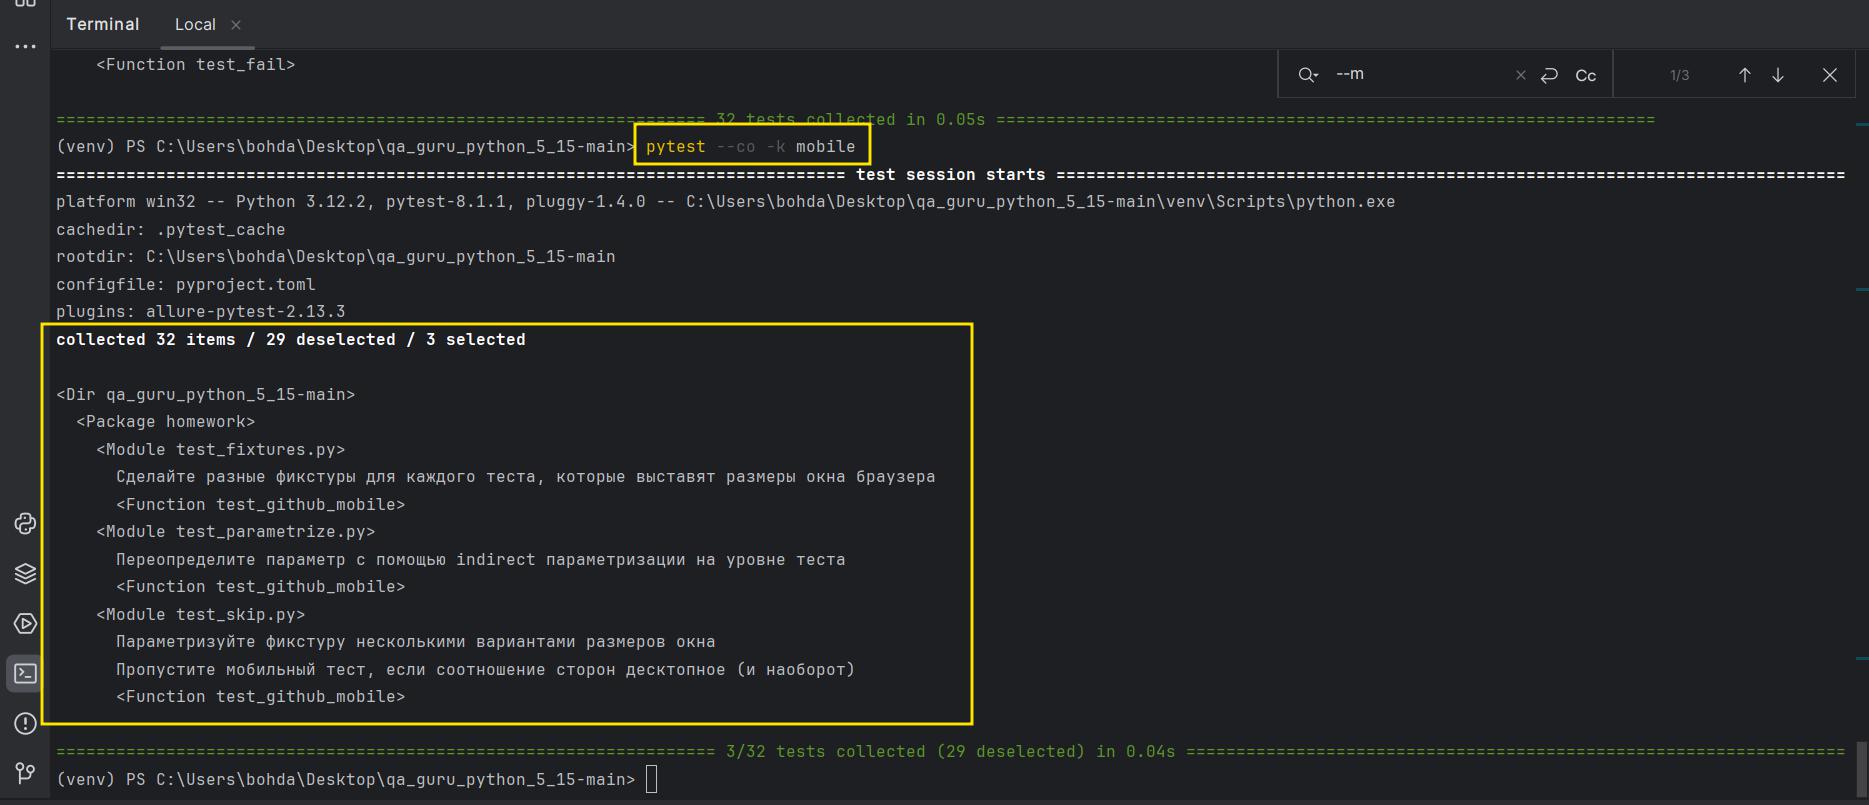 Terminal Local ×
<Function test_fail>
--m × Cc 1/3
================================================================= 32 tests collected in 0.05s ==================================================================
(venv) PS C:\Users\bohda\Desktop\qa_guru_python_5_15-main> pytest --co -k mobile
=============================================================================== test session starts ===============================================================================
platform win32 -- Python 3.12.2, pytest-8.1.1, pluggy-1.4.0 -- C:\Users\bohda\Desktop\qa_guru_python_5_15-main\venv\Scripts\python.exe
cachedir: .pytest_cache
rootdir: C:\Users\bohda\Desktop\qa_guru_python_5_15-main
configfile: pyproject.toml
plugins: allure-pytest-2.13.3
collected 32 items / 29 deselected / 3 selected
<Dir qa_guru_python_5_15-main>
<Package homework>
<Module test_fixtures.py>
Сделайте разные фикстуры для каждого теста, которые выставят размеры окна браузера
<Function test_github_mobile>
<Module test_parametrize.py>
Переопределите параметр с помощью indirect параметризации на уровне теста
<Function test_github_mobile>
<Module test_skip.py>
Параметризуйте фикстуру несколькими вариантами размеров окна
Пропустите мобильный тест, если соотношение сторон десктопное (и наоборот)
<Function test_github_mobile>
================================================================== 3/32 tests collected (29 deselected) in 0.04s ==================================================================
(venv) PS C:\Users\bohda\Desktop\qa_guru_python_5_15-main>